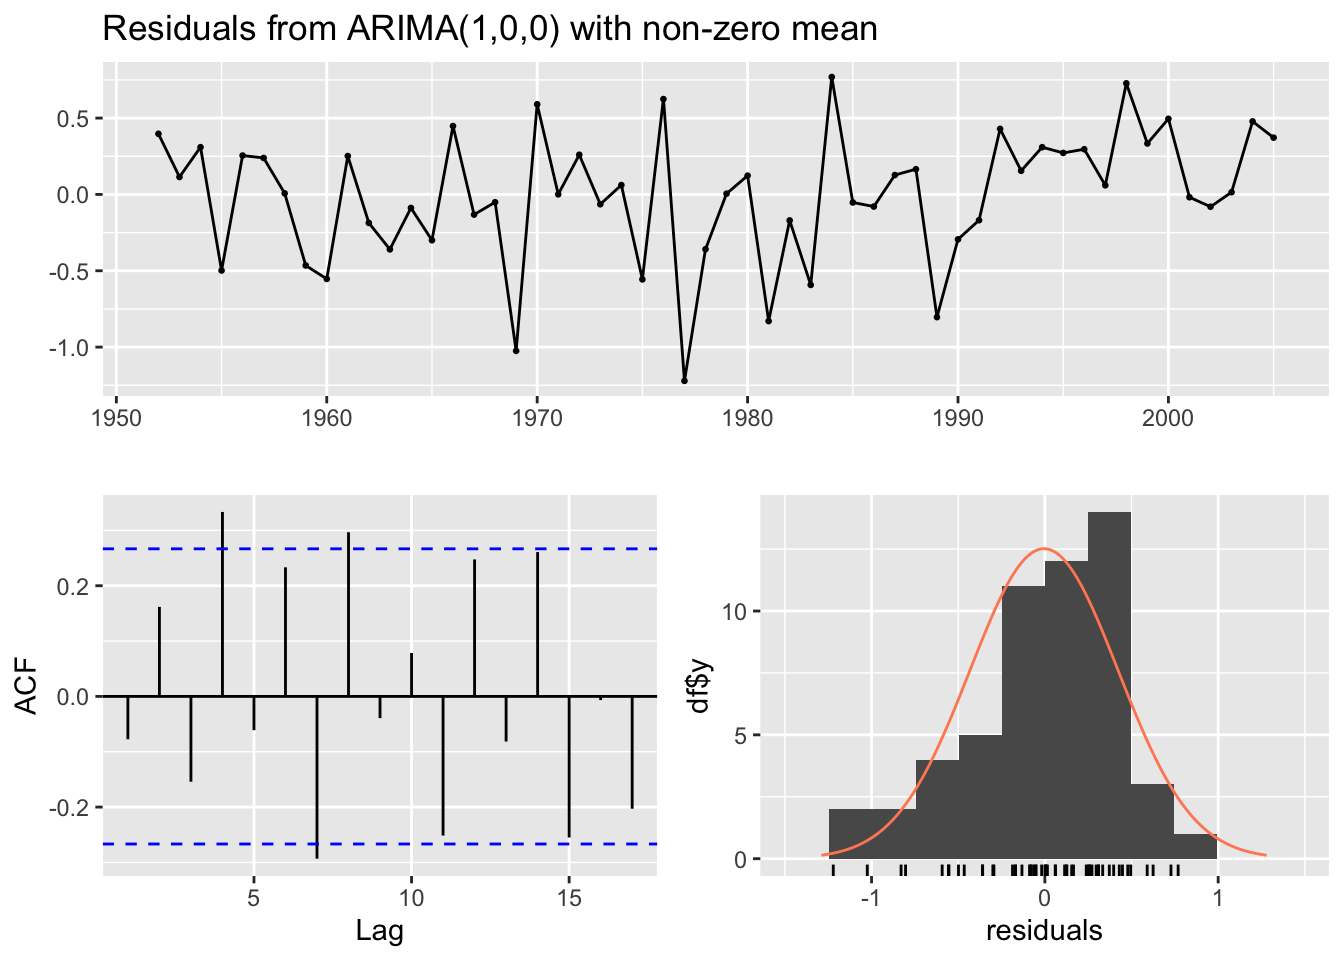 Residuals from ARIMA(1,0,0) with non-zero mean
0.5
0.0
-0.5
-1.0
1950 1960 1970 1980 1990 2000
ACF
0.2
0.0
-0.2
5 10 15
Lag
df$y
10
5
0
-1 0 1
residuals